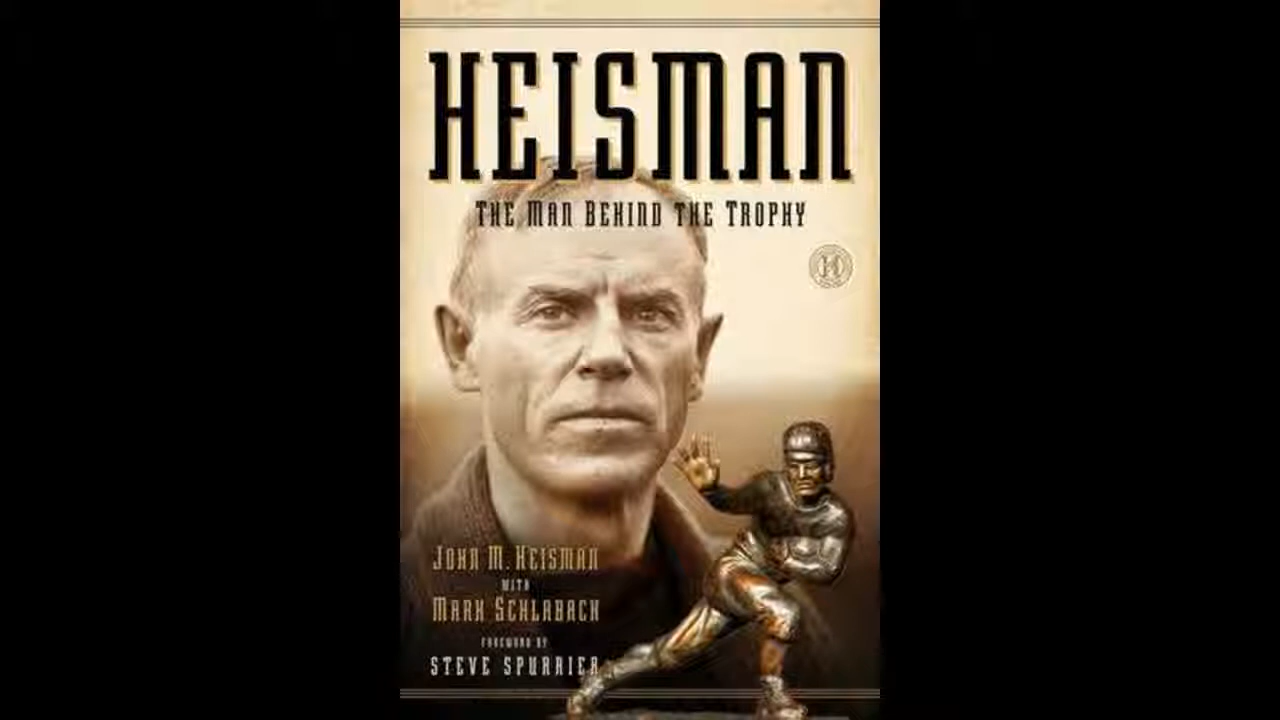 HEISMAN
THE MAN BEHIND THE TROPHY
H
JOHN M. HEISMAN
WITH
MARK SCHLABACH
FOREWORD BY
STEVE SPURRIER